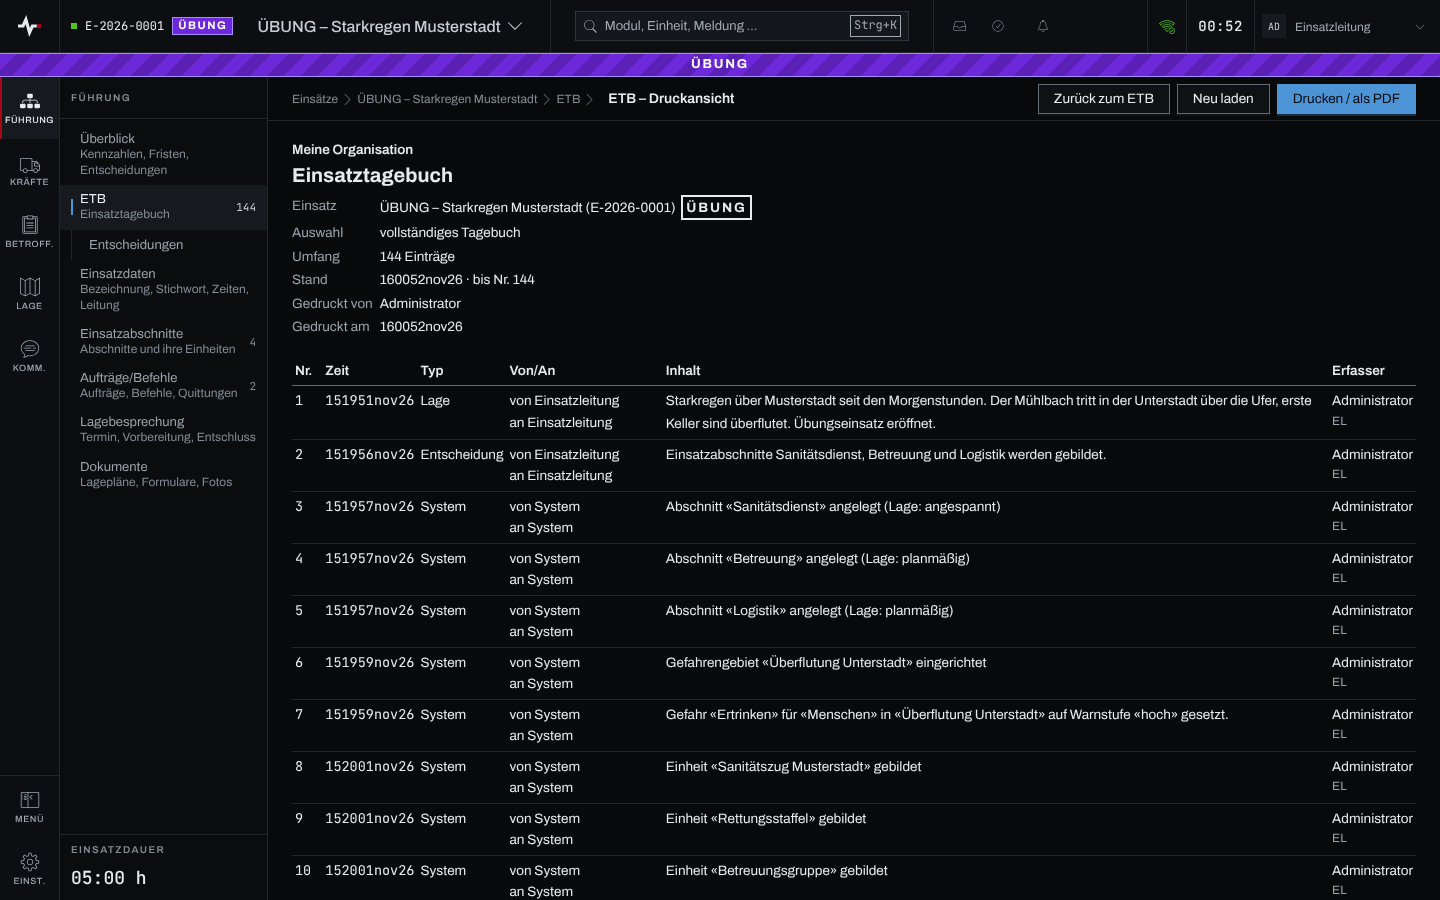 E-2026-0001 ÜBUNG ÜBUNG – Starkregen Musterstadt Modul, Einheit, Meldung ... Strg+K 00:52 AD Einsatzleitung
ÜBUNG
FÜHRUNG
KRÄFTE
BETROFF.
LAGE
KOMM.
MENÜ
EINST.
FÜHRUNG
Überblick
Kennzahlen, Fristen,
Entscheidungen
ETB
Einsatztagebuch 144
Entscheidungen
Einsatzdaten
Bezeichnung, Stichwort, Zeiten,
Leitung
Einsatzabschnitte
Abschnitte und ihre Einheiten 4
Aufträge/Befehle
Aufträge, Befehle, Quittungen 2
Lagebesprechung
Termin, Vorbereitung, Entschluss
Dokumente
Lagepläne, Formulare, Fotos
EINSATZDAUER
05:00 h
Einsätze ÜBUNG – Starkregen Musterstadt ETB ETB – Druckansicht Zurück zum ETB Neu laden Drucken / als PDF
Meine Organisation
Einsatztagebuch
Einsatz ÜBUNG – Starkregen Musterstadt (E-2026-0001) ÜBUNG
Auswahl vollständiges Tagebuch
Umfang 144 Einträge
Stand 160052nov26 · bis Nr. 144
Gedruckt von Administrator
Gedruckt am 160052nov26
Nr. Zeit Typ Von/An Inhalt Erfasser
1 151951nov26 Lage von Einsatzleitung Starkregen über Musterstadt seit den Morgenstunden. Der Mühlbach tritt in der Unterstadt über die Ufer, erste Administrator
an Einsatzleitung Keller sind überflutet. Übungseinsatz eröffnet. EL
2 151956nov26 Entscheidung von Einsatzleitung Einsatzabschnitte Sanitätsdienst, Betreuung und Logistik werden gebildet. Administrator
an Einsatzleitung EL
3 151957nov26 System von System Abschnitt «Sanitätsdienst» angelegt (Lage: angespannt) Administrator
an System EL
4 151957nov26 System von System Abschnitt «Betreuung» angelegt (Lage: planmäßig) Administrator
an System EL
5 151957nov26 System von System Abschnitt «Logistik» angelegt (Lage: planmäßig) Administrator
an System EL
6 151959nov26 System von System Gefahrengebiet «Überflutung Unterstadt» eingerichtet Administrator
an System EL
7 151959nov26 System von System Gefahr «Ertrinken» für «Menschen» in «Überflutung Unterstadt» auf Warnstufe «hoch» gesetzt. Administrator
an System EL
8 152001nov26 System von System Einheit «Sanitätszug Musterstadt» gebildet Administrator
an System EL
9 152001nov26 System von System Einheit «Rettungsstaffel» gebildet Administrator
an System EL
10 152001nov26 System von System Einheit «Betreuungsgruppe» gebildet Administrator
an System EL